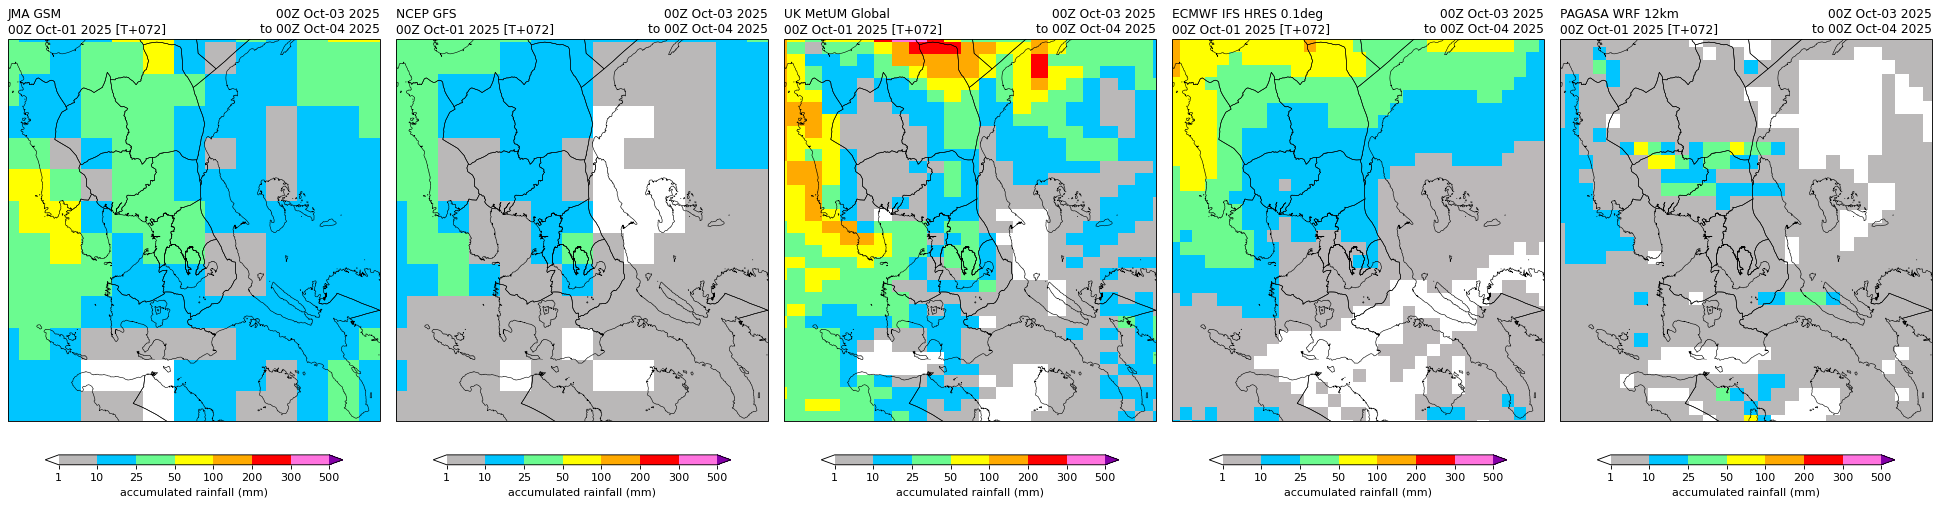 JMA GSM 00Z Oct-03 2025
00Z Oct-01 2025 [T+072] to 00Z Oct-04 2025
1 10 25 50 100 200 300 500
accumulated rainfall (mm)
NCEP GFS 00Z Oct-03 2025
00Z Oct-01 2025 [T+072] to 00Z Oct-04 2025
1 10 25 50 100 200 300 500
accumulated rainfall (mm)
UK MetUM Global 00Z Oct-03 2025
00Z Oct-01 2025 [T+072] to 00Z Oct-04 2025
1 10 25 50 100 200 300 500
accumulated rainfall (mm)
ECMWF IFS HRES 0.1deg 00Z Oct-03 2025
00Z Oct-01 2025 [T+072] to 00Z Oct-04 2025
1 10 25 50 100 200 300 500
accumulated rainfall (mm)
PAGASA WRF 12km 00Z Oct-03 2025
00Z Oct-01 2025 [T+072] to 00Z Oct-04 2025
1 10 25 50 100 200 300 500
accumulated rainfall (mm)